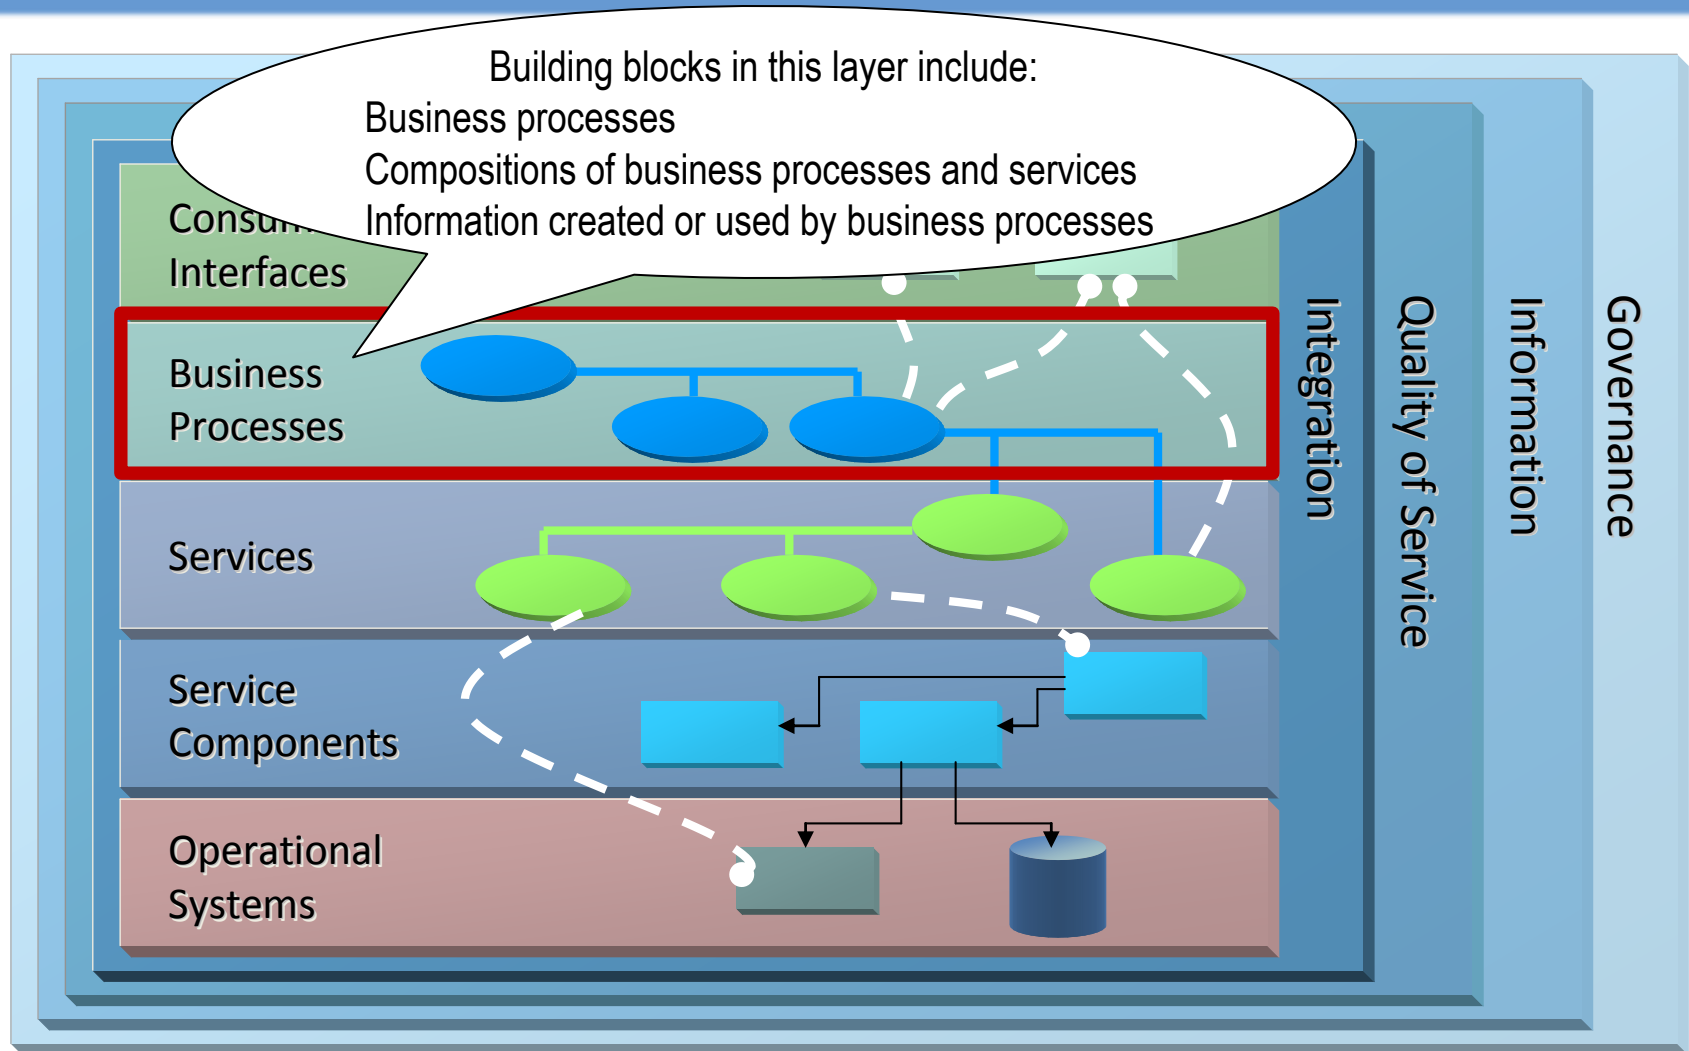 Building blocks in this layer include:
Business processes
Compositions of business processes and services
Information created or used by business processes
Interfaces
Business
Processes
Services
Service
Components
Operational
Systems
Integration
Quality of Service
Information
Governance